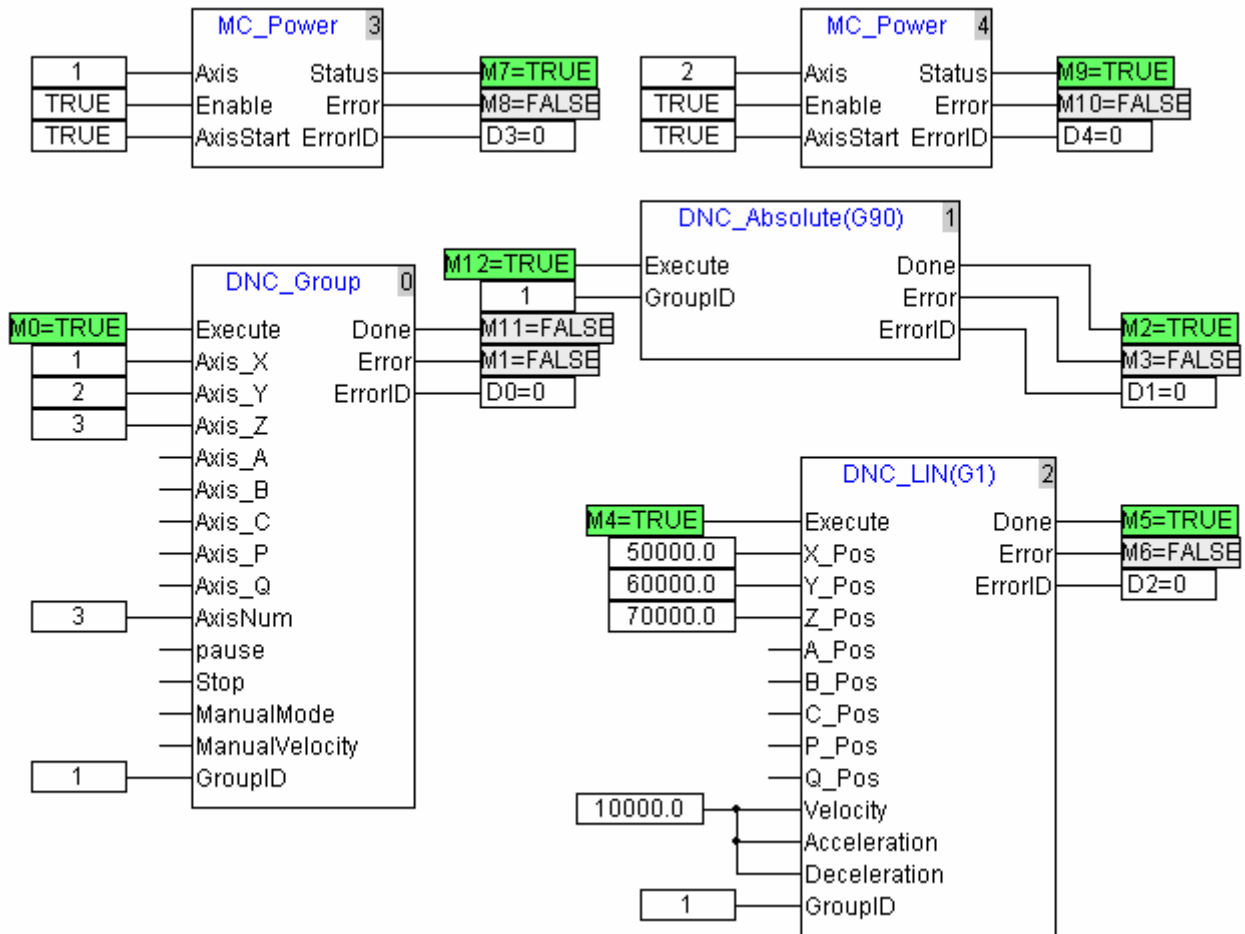 MC_Power 3
1 Axis Status M7=TRUE
TRUE Enable Error M8=FALSE
TRUE AxisStart ErrorID D3=0
MC_Power 4
2 Axis Status M9=TRUE
TRUE Enable Error M10=FALSE
TRUE AxisStart ErrorID D4=0
DNC_Absolute(G90) 1
M12=TRUE Execute Done M2=TRUE
1 GroupID Error M3=FALSE
ErrorID D1=0
DNC_Group 0
M0=TRUE Execute Done M11=FALSE
1 Axis_X Error M1=FALSE
2 Axis_Y ErrorID D0=0
3 Axis_Z
Axis_A
Axis_B
Axis_C
Axis_P
Axis_Q
3 AxisNum
pause
Stop
ManualMode
ManualVelocity
1 GroupID
DNC_LIN(G1) 2
M4=TRUE Execute Done M5=TRUE
50000.0 X_Pos Error M6=FALSE
60000.0 Y_Pos ErrorID D2=0
70000.0 Z_Pos
A_Pos
B_Pos
C_Pos
P_Pos
Q_Pos
10000.0 Velocity
Acceleration
Deceleration
1 GroupID